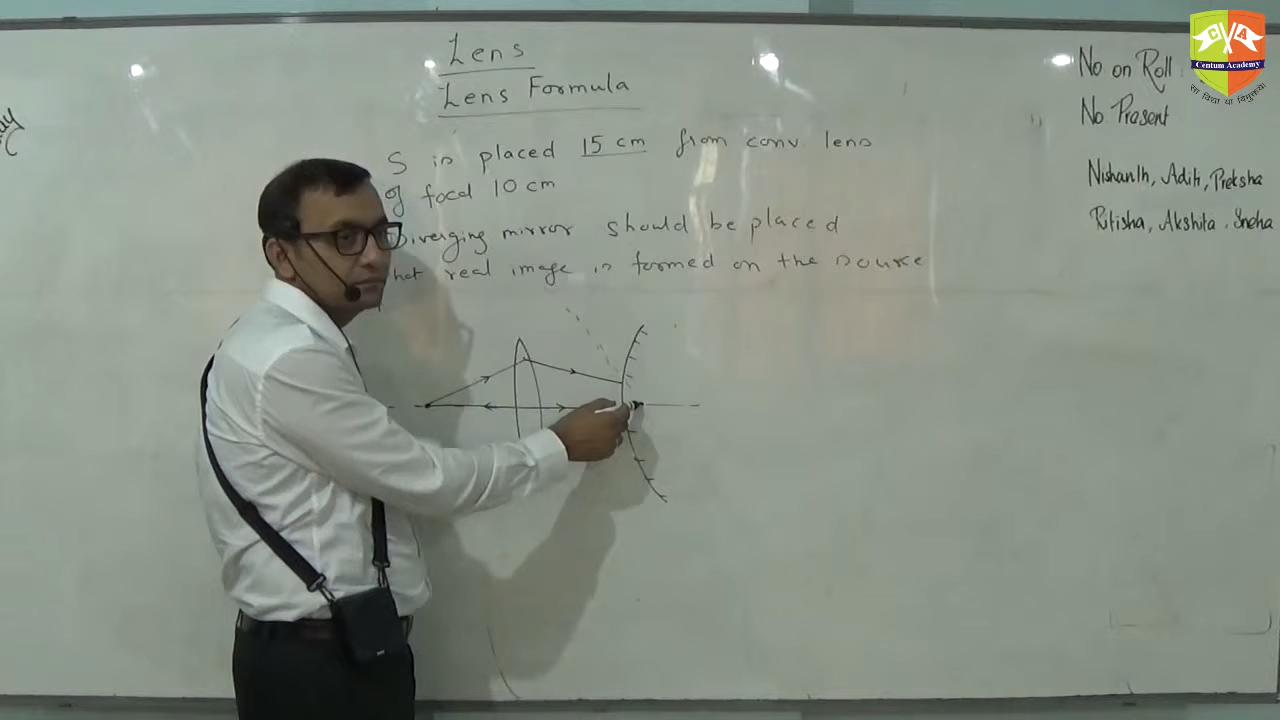 Lens
Lens Formula
S is placed 15 cm from conv lens
of focal 10 cm
Diverging mirror should be placed
hat real image is formed on the source
No on Roll
No Present
Nishanth, Aditi, Preksha
Ritisha, Akshita, Sneha
C A
Centum Academy
सा विद्या या विमुक्तये